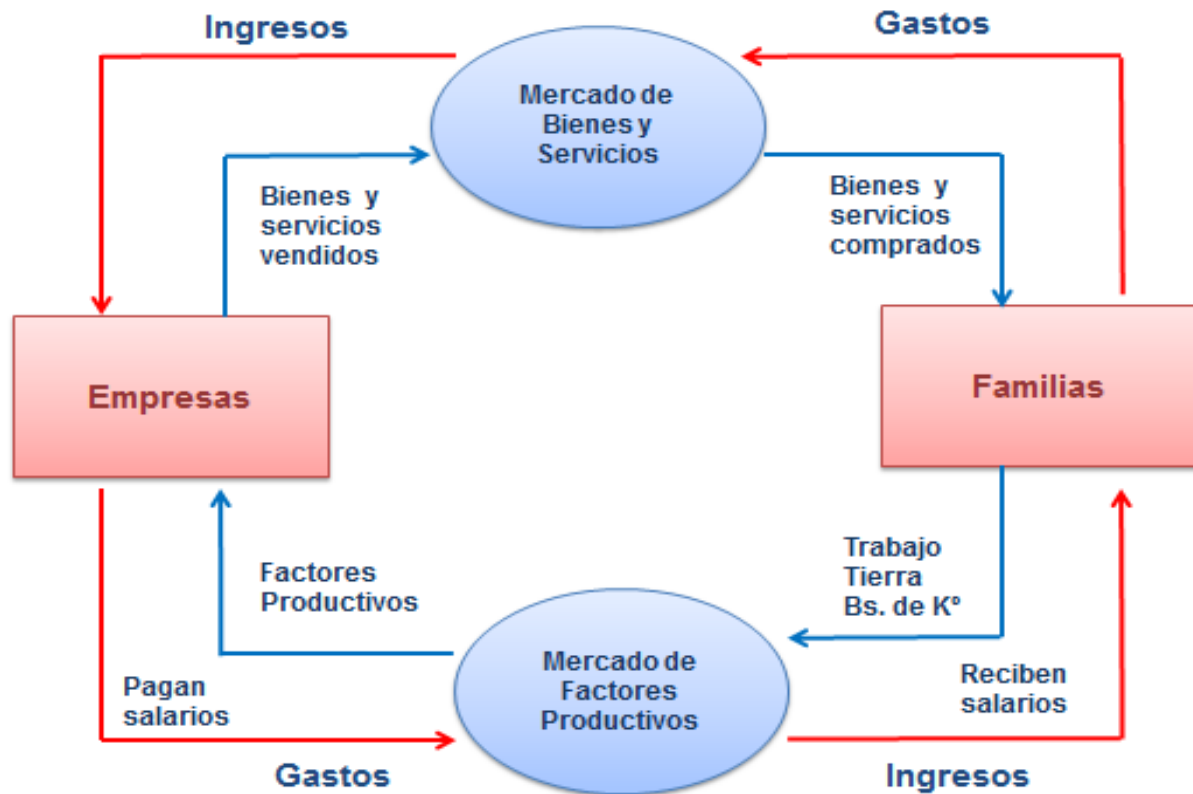 Ingresos
Gastos
Mercado de
Bienes y
Servicios
Bienes y
servicios
vendidos
Bienes y
servicios
comprados
Empresas
Familias
Factores
Productivos
Trabajo
Tierra
Bs. de Kº
Mercado de
Factores
Productivos
Pagan
salarios
Reciben
salarios
Gastos
Ingresos